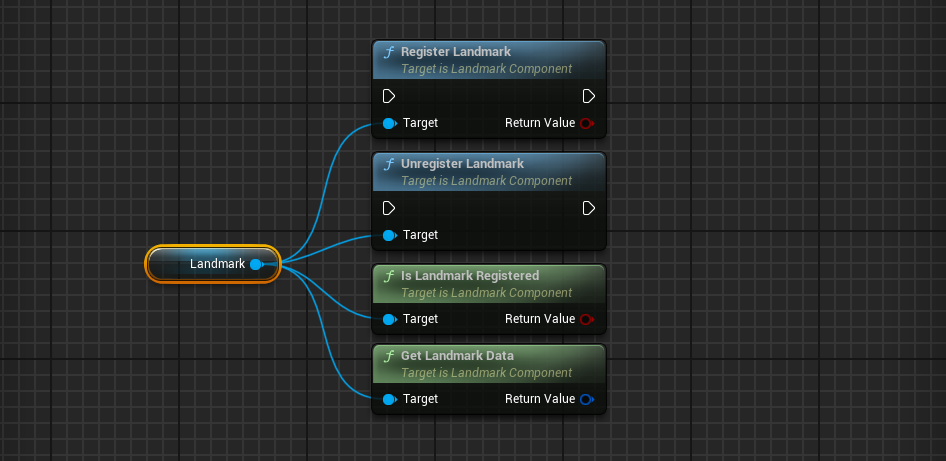 Register Landmark
Target is Landmark Component
Target Return Value
Unregister Landmark
Target is Landmark Component
Target
Landmark
Is Landmark Registered
Target is Landmark Component
Target Return Value
Get Landmark Data
Target is Landmark Component
Target Return Value